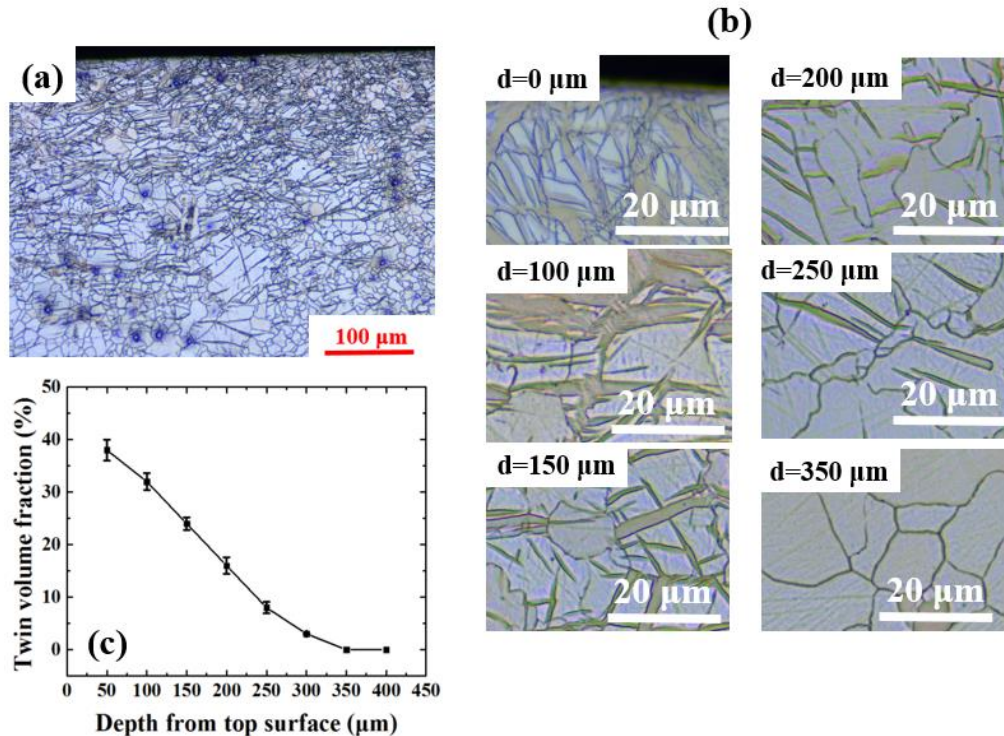 (a)
100 μm
(b)
d=0 μm
20 μm
d=200 μm
20 μm
d=100 μm
20 μm
d=250 μm
20 μm
d=150 μm
20 μm
d=350 μm
20 μm
50
40
30
20
10
0
Twin volume fraction (%)
(c)
0 50 100 150 200 250 300 350 400 450
Depth from top surface (μm)